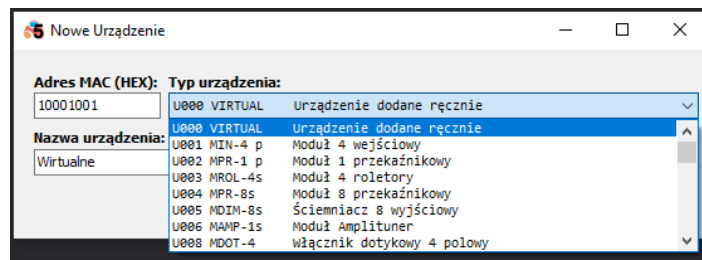 5 Nowe Urządzenie
Adres MAC (HEX): Typ urządzenia:
10001001 U000 VIRTUAL Urządzenie dodane ręcznie
U000 VIRTUAL Urządzenie dodane ręcznie
Nazwa urządzenia: U001 MIN-4 p Moduł 4 wejściowy
U002 MPR-1 p Moduł 1 przekaźnikowy
Wirtualne U003 MROL-4s Moduł 4 roletory
U004 MPR-8s Moduł 8 przekaźnikowy
U005 MDIM-8s Ściemniacz 8 wyjściowy
U006 MAMP-1s Moduł Amplituner
U008 MDOT-4 Włącznik dotykowy 4 polowy